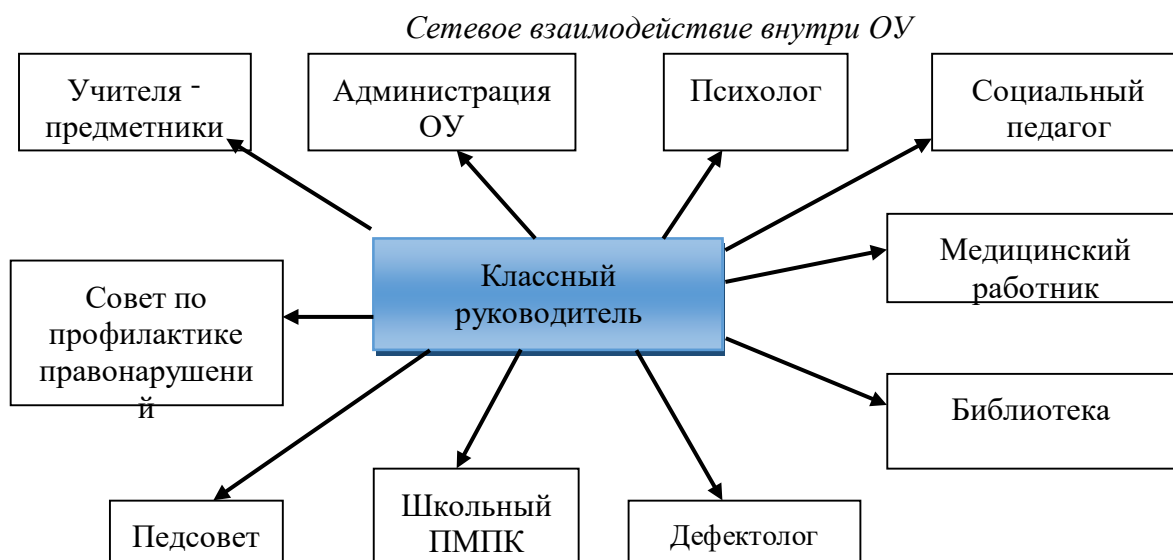 Сетевое взаимодействие внутри ОУ
Учителя -
предметники
Администрация
ОУ
Психолог
Социальный
педагог
Классный
руководитель
Медицинский
работник
Совет по
профилактике
правонарушени
й
Библиотека
Педсовет
Школьный
ПМПК
Дефектолог